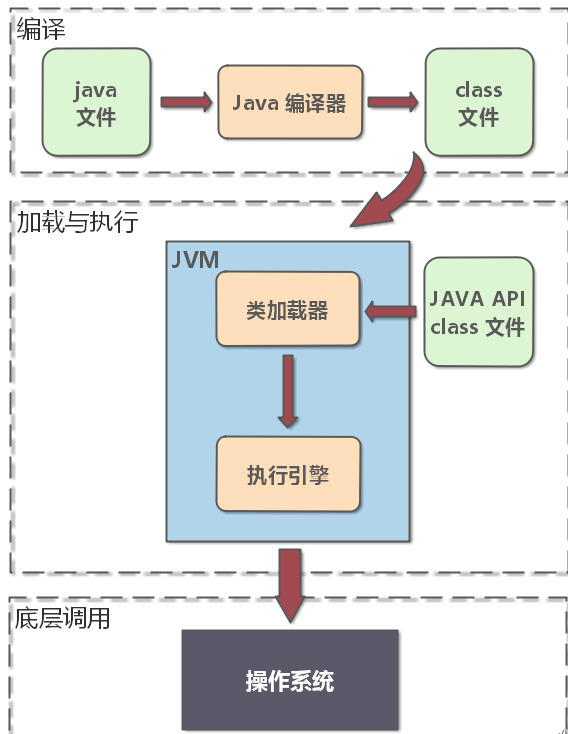 编译
java
文件
Java 编译器
class
文件
加载与执行
JVM
类加载器
JAVA API
class 文件
执行引擎
底层调用
操作系统